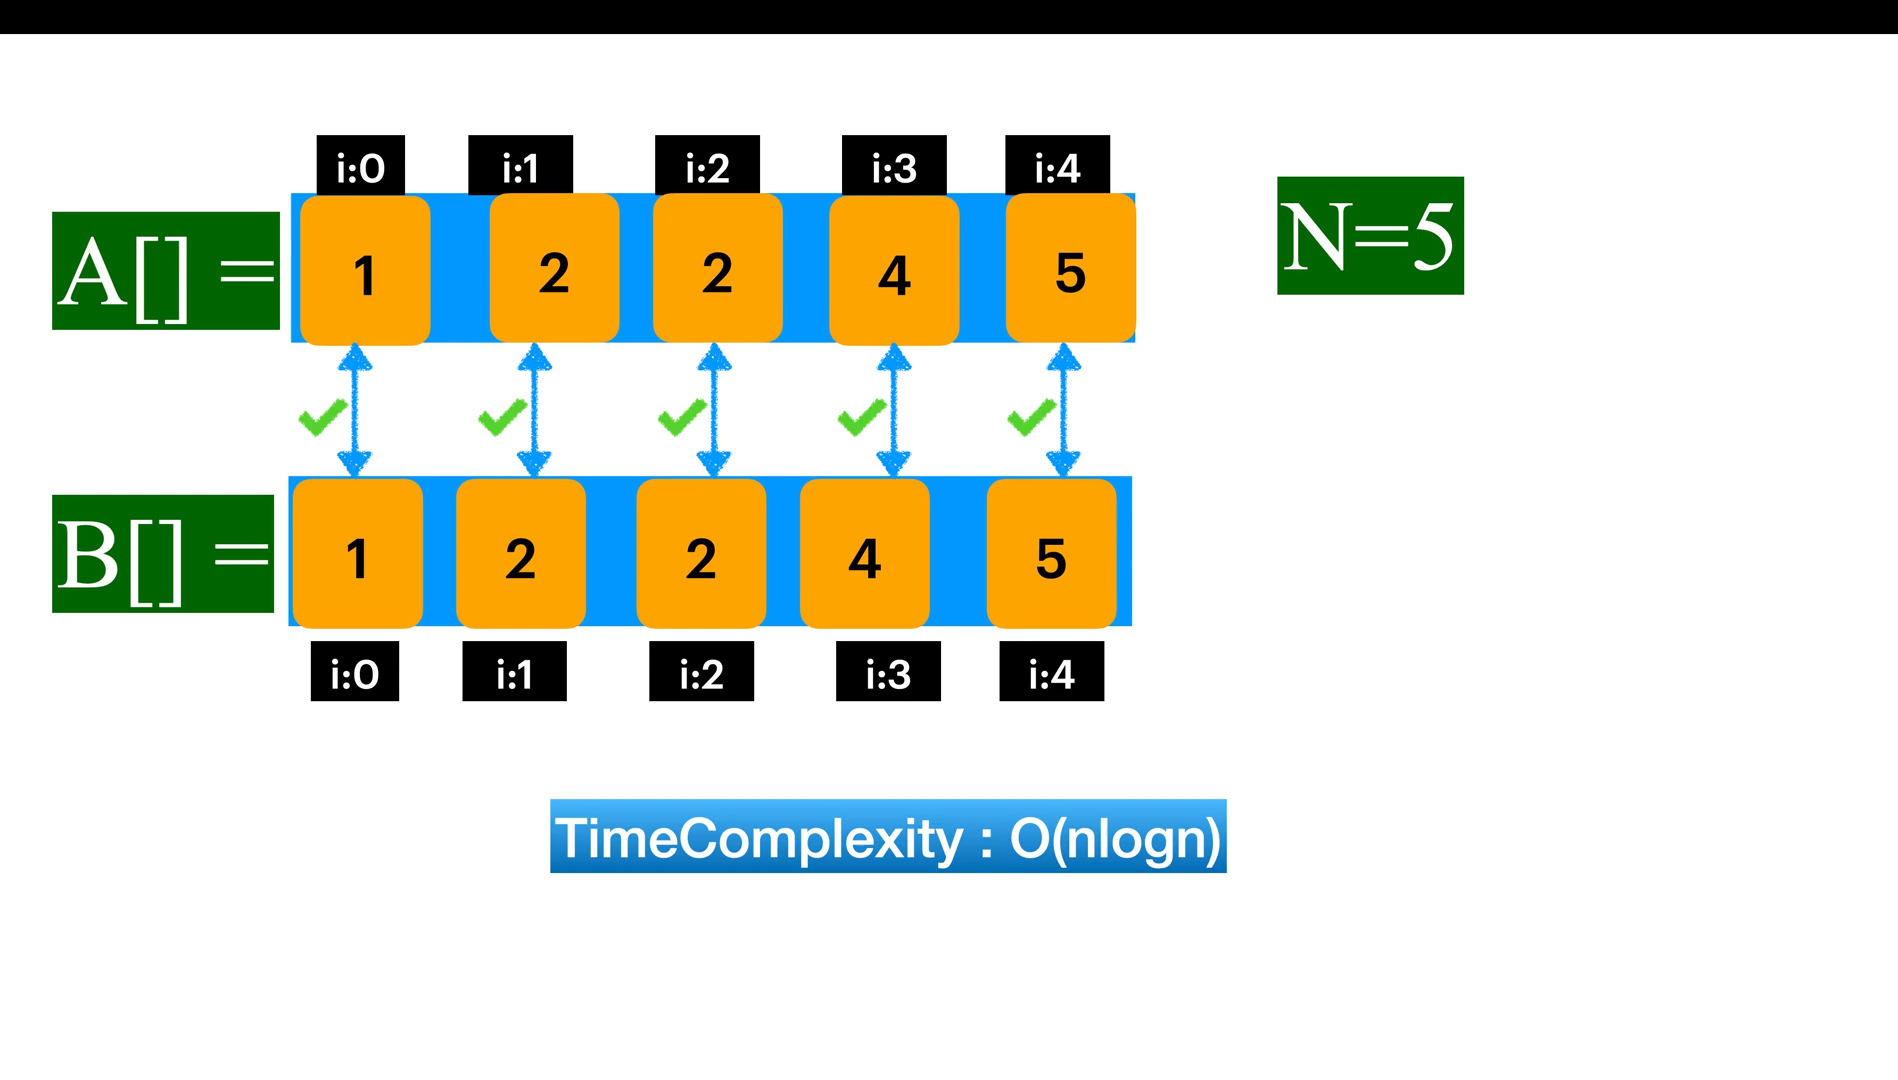 i:0 i:1 i:2 i:3 i:4
A[] = 1 2 2 4 5
N=5
B[] = 1 2 2 4 5
i:0 i:1 i:2 i:3 i:4
TimeComplexity : O(nlogn)